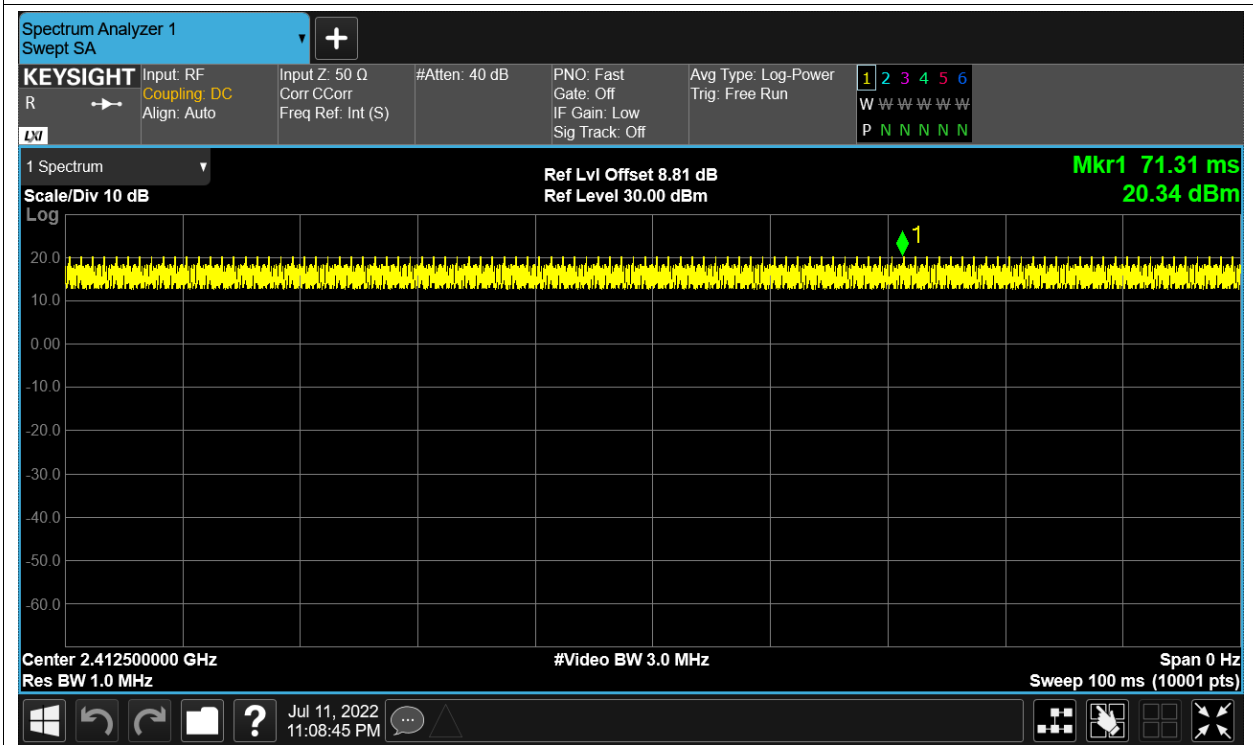 Spectrum Analyzer 1
Swept SA
KEYSIGHT
R
LXI
Input: RF
Coupling: DC
Align: Auto
Input Z: 50 Ω
Corr CCorr
Freq Ref: Int (S)
#Atten: 40 dB
PNO: Fast
Gate: Off
IF Gain: Low
Sig Track: Off
Avg Type: Log-Power
Trig: Free Run
1 2 3 4 5 6
W W W W W W
P N N N N N
1 Spectrum
Scale/Div 10 dB
Ref Lvl Offset 8.81 dB
Ref Level 30.00 dBm
Mkr1 71.31 ms
20.34 dBm
Log
1
20.0
10.0
0.00
-10.0
-20.0
-30.0
-40.0
-50.0
-60.0
Center 2.412500000 GHz
Res BW 1.0 MHz
#Video BW 3.0 MHz
Span 0 Hz
Sweep 100 ms (10001 pts)
?
Jul 11, 2022
11:08:45 PM